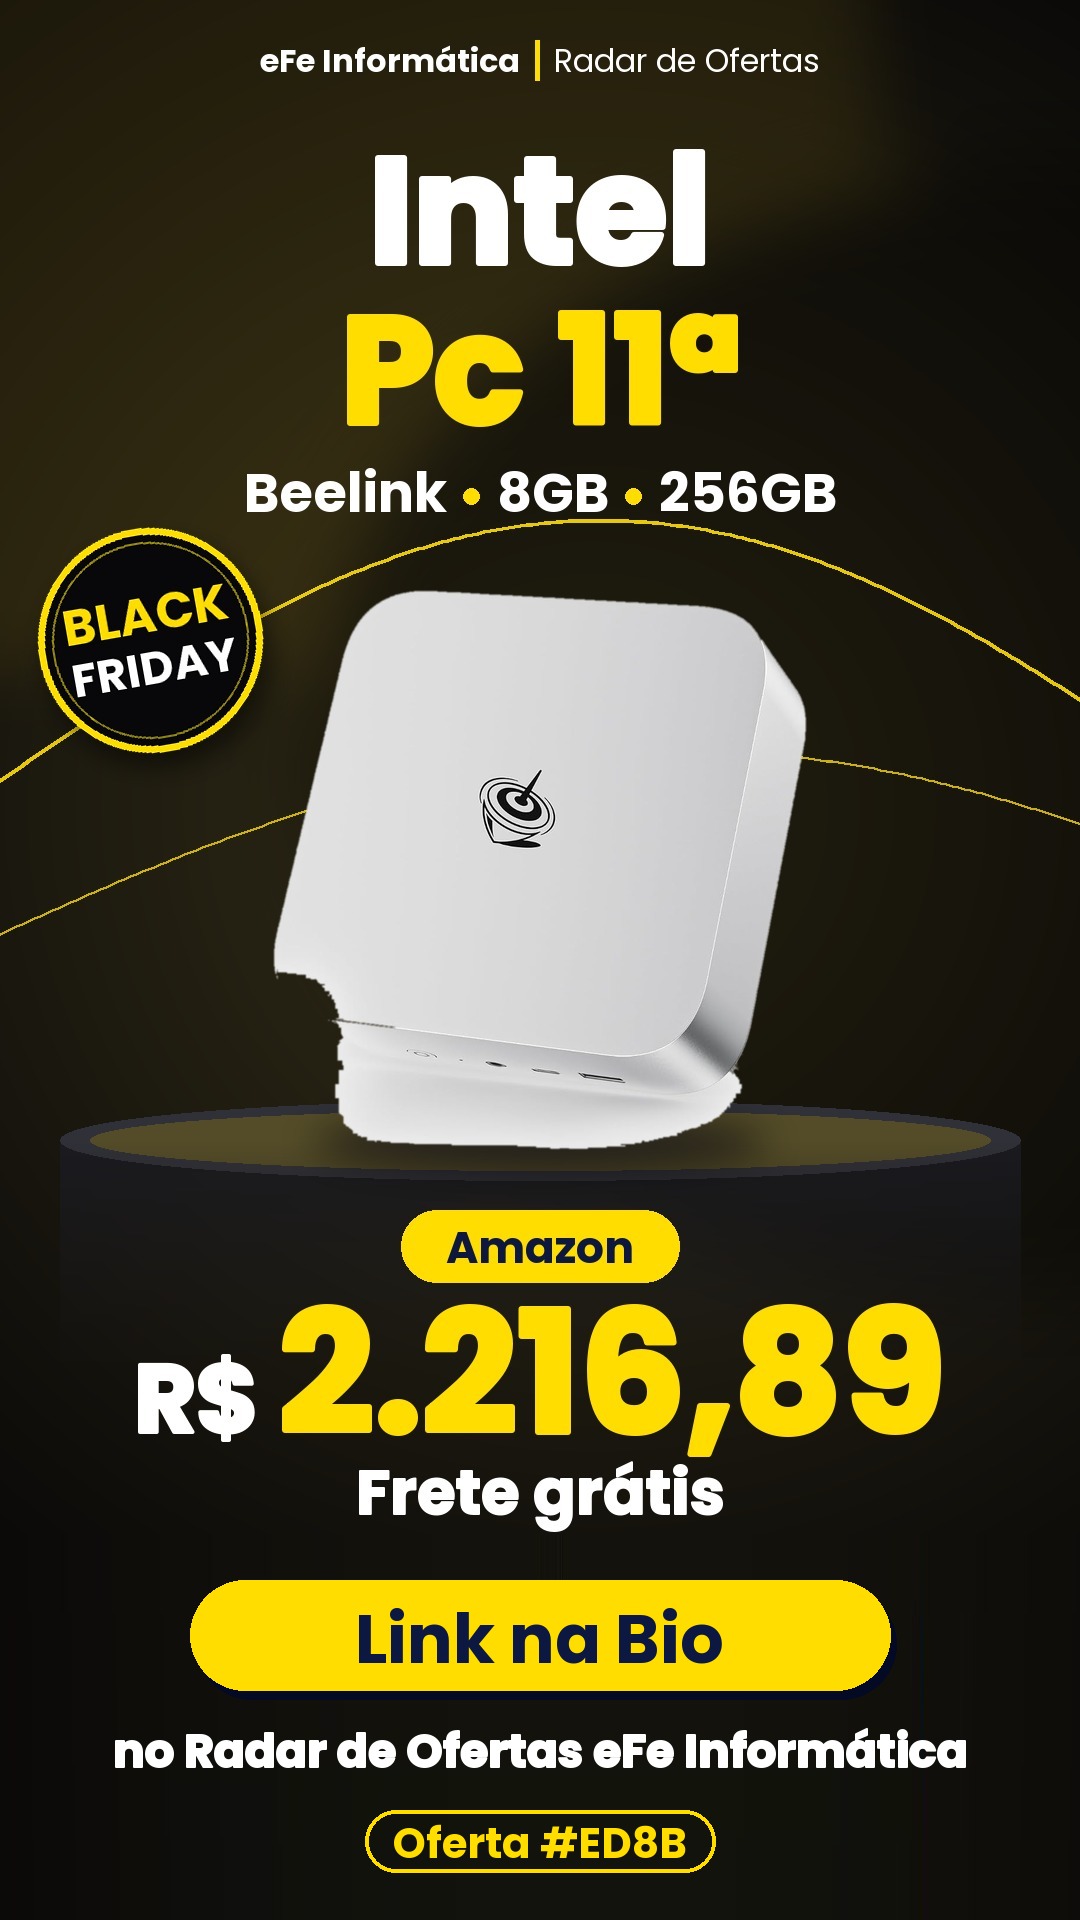 eFe Informática | Radar de Ofertas
Intel
Pc 11ª
Beelink • 8GB • 256GB
BLACK
FRIDAY
Amazon
R$ 2.216,89
Frete grátis
Link na Bio
no Radar de Ofertas eFe Informática
Oferta #ED8B